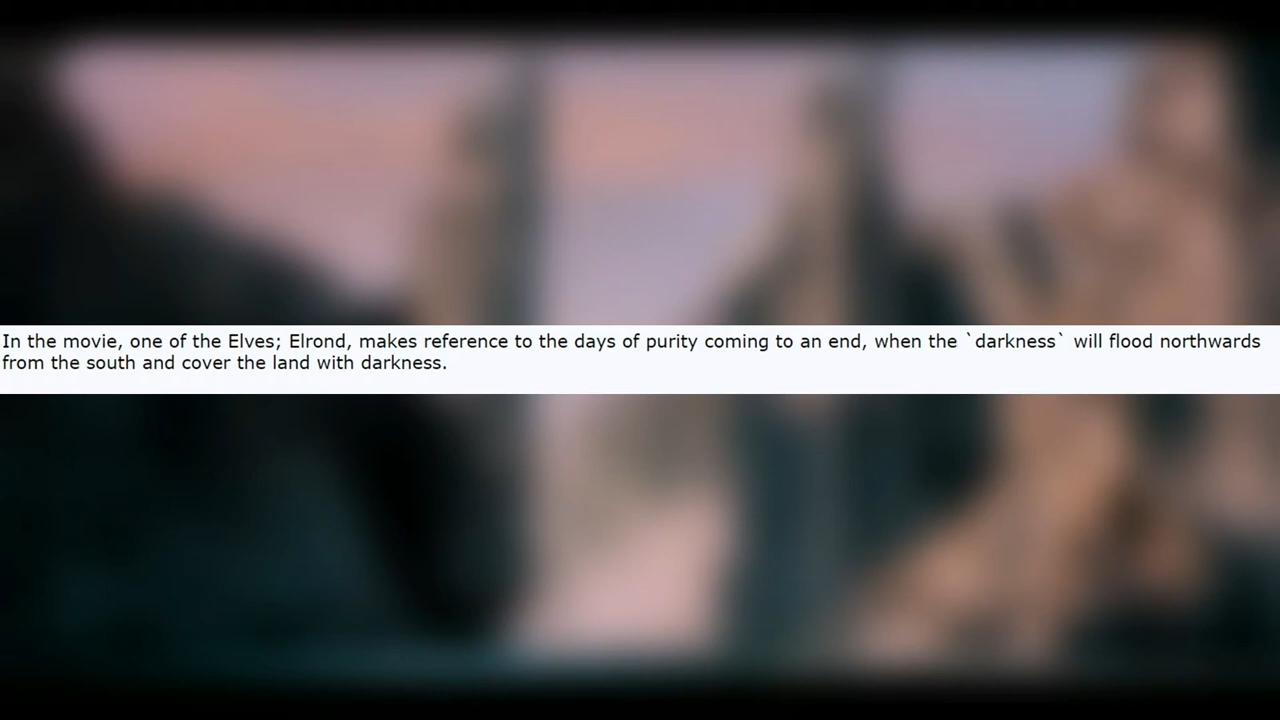 In the movie, one of the Elves; Elrond, makes reference to the days of purity coming to an end, when the `darkness` will flood northwards
from the south and cover the land with darkness.